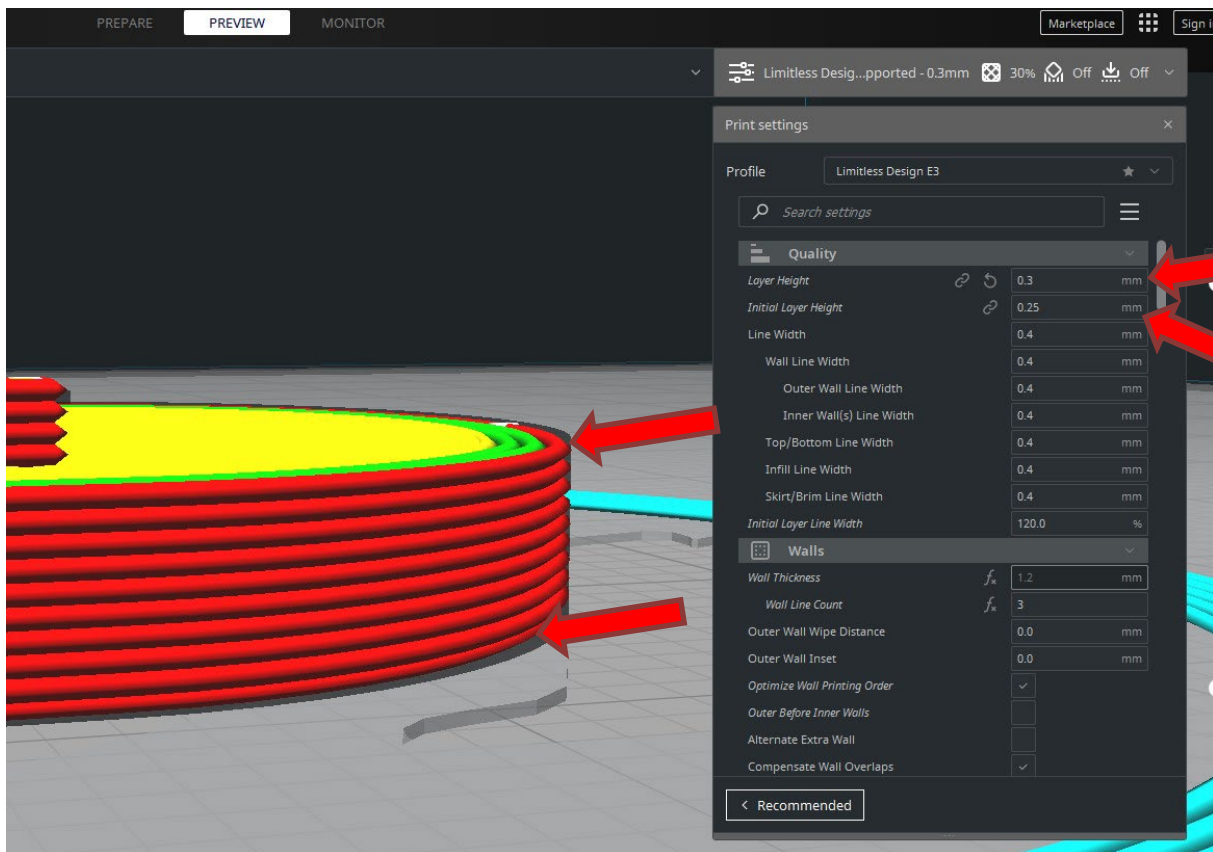 PREPARE PREVIEW MONITOR Marketplace
Limitless Desig...pported - 0.3mm 30% Off Off
Print settings
Profile Limitless Design E3
Search settings
Quality
Layer Height 0.3 mm
Initial Layer Height 0.25 mm
Line Width 0.4 mm
Wall Line Width 0.4 mm
Outer Wall Line Width 0.4 mm
Inner Wall(s) Line Width 0.4 mm
Top/Bottom Line Width 0.4 mm
Infill Line Width 0.4 mm
Skirt/Brim Line Width 0.4 mm
Initial Layer Line Width 120.0 %
Walls
Wall Thickness 1.2 mm
Wall Line Count 3
Outer Wall Wipe Distance 0.0 mm
Outer Wall Inset 0.0 mm
Optimize Wall Printing Order
Outer Before Inner Walls
Alternate Extra Wall
Compensate Wall Overlaps
< Recommended